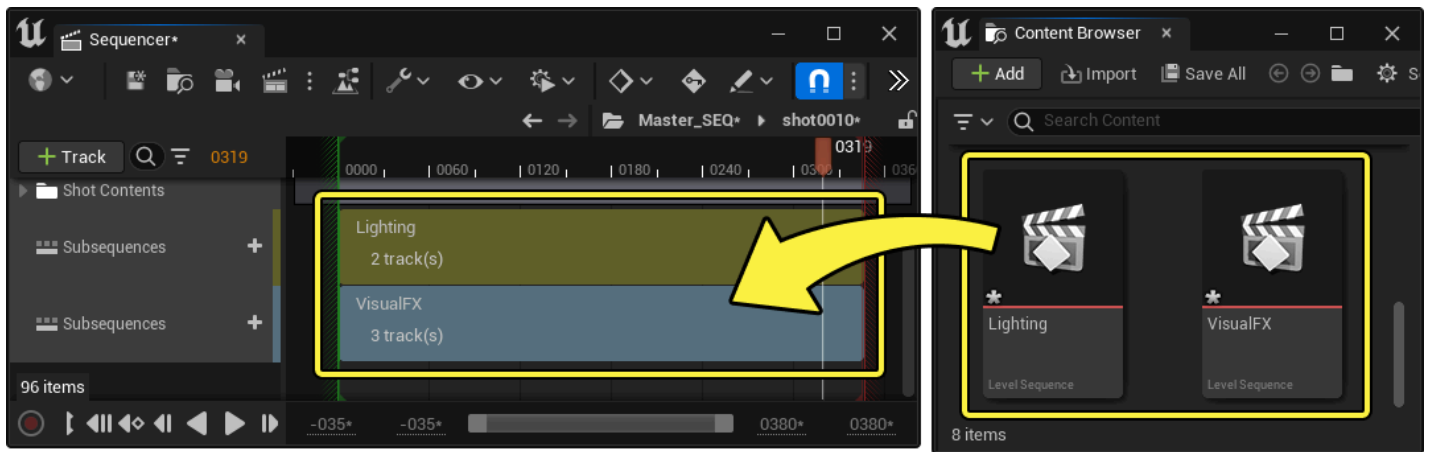 Sequencer*
Master_SEQ* shot0010*
Track 0319
0319
0000 0060 0120 0180 0240
Shot Contents
Subsequences
Lighting
2 track(s)
Subsequences
VisualFX
3 track(s)
96 items
-035* -035* 0380* 0380*
Content Browser
Add Import Save All
Search Content
Lighting
Level Sequence
VisualFX
Level Sequence
8 items